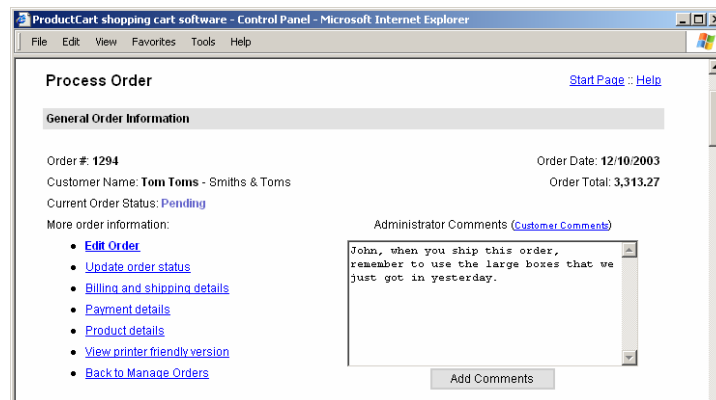 ProductCart shopping cart software - Control Panel - Microsoft Internet Explorer
File Edit View Favorites Tools Help
Process Order
Start Page :: Help
General Order Information
Order #: 1294
Order Date: 12/10/2003
Customer Name: Tom Toms - Smiths & Toms
Order Total: 3,313.27
Current Order Status: Pending
More order information:
Administrator Comments (Customer Comments)
Edit Order
Update order status
Billing and shipping details
Payment details
Product details
View printer friendly version
Back to Manage Orders
John, when you ship this order,
remember to use the large boxes that we
just got in yesterday.
Add Comments